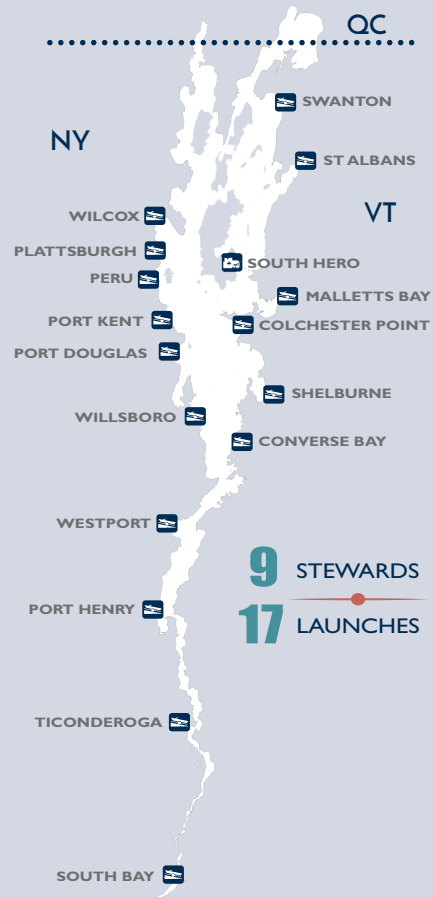 QC
SWANTON
NY
ST ALBANS
VT
WILCOX
PLATTSBURGH
SOUTH HERO
PERU
MALLETTS BAY
PORT KENT
COLCHESTER POINT
PORT DOUGLAS
SHELBURNE
WILLSBORO
CONVERSE BAY
WESTPORT
9 STEWARDS
PORT HENRY
17 LAUNCHES
TICONDEROGA
SOUTH BAY